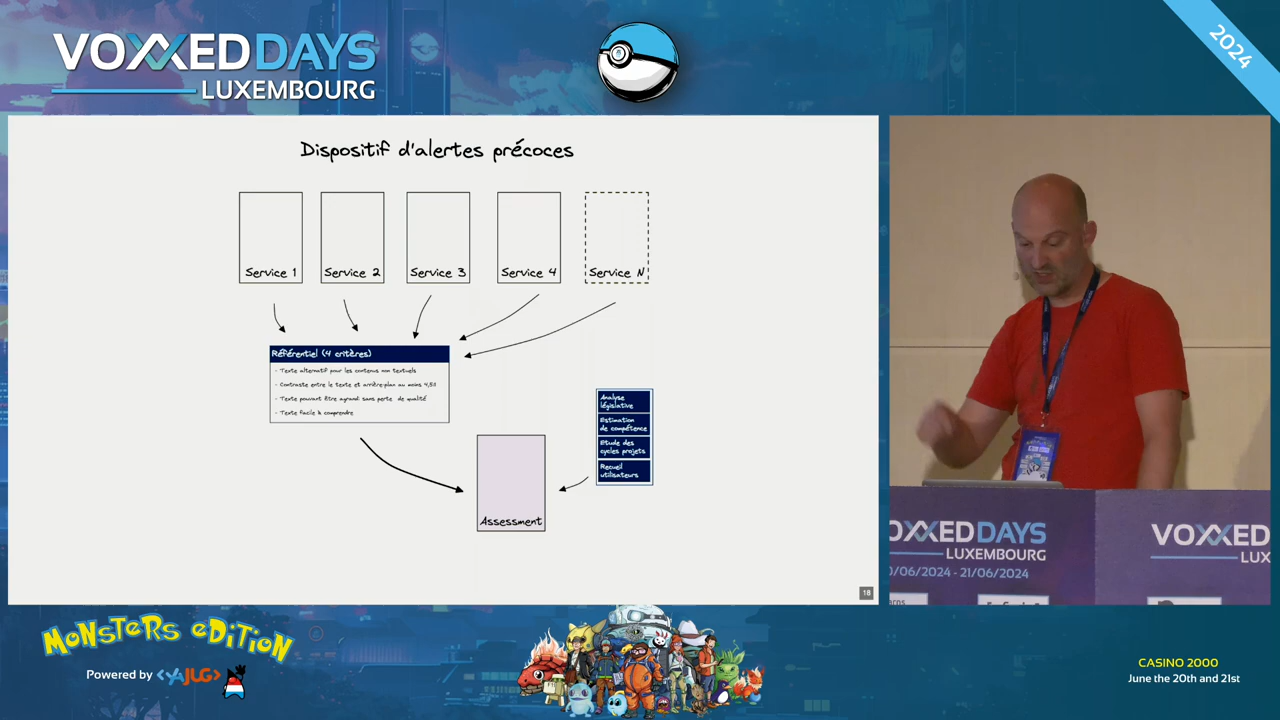 VOXXED DAYS
LUXEMBOURG
2024
Dispositif d'alertes précoces
Service 1
Service 2
Service 3
Service 4
Service N
Référentiel (4 critères)
- Texte alternatif pour les contenus non textuels
- Contraste entre le texte et arrière-plan au moins 4,5:1
- Texte pouvant être agrandi sans perte de qualité
- Texte facile à comprendre
Analyse
législative
Estimation
de compétence
Etude des
cycles projets
Recueil
utilisateurs
Assessment
18
VOXXED DAYS
LUXEMBOURG
0/06/2024 - 21/06/2024
VOXXED
LUX
MONSTERS EDITION
Powered by <YAJUG>
CASINO 2000
June the 20th and 21st